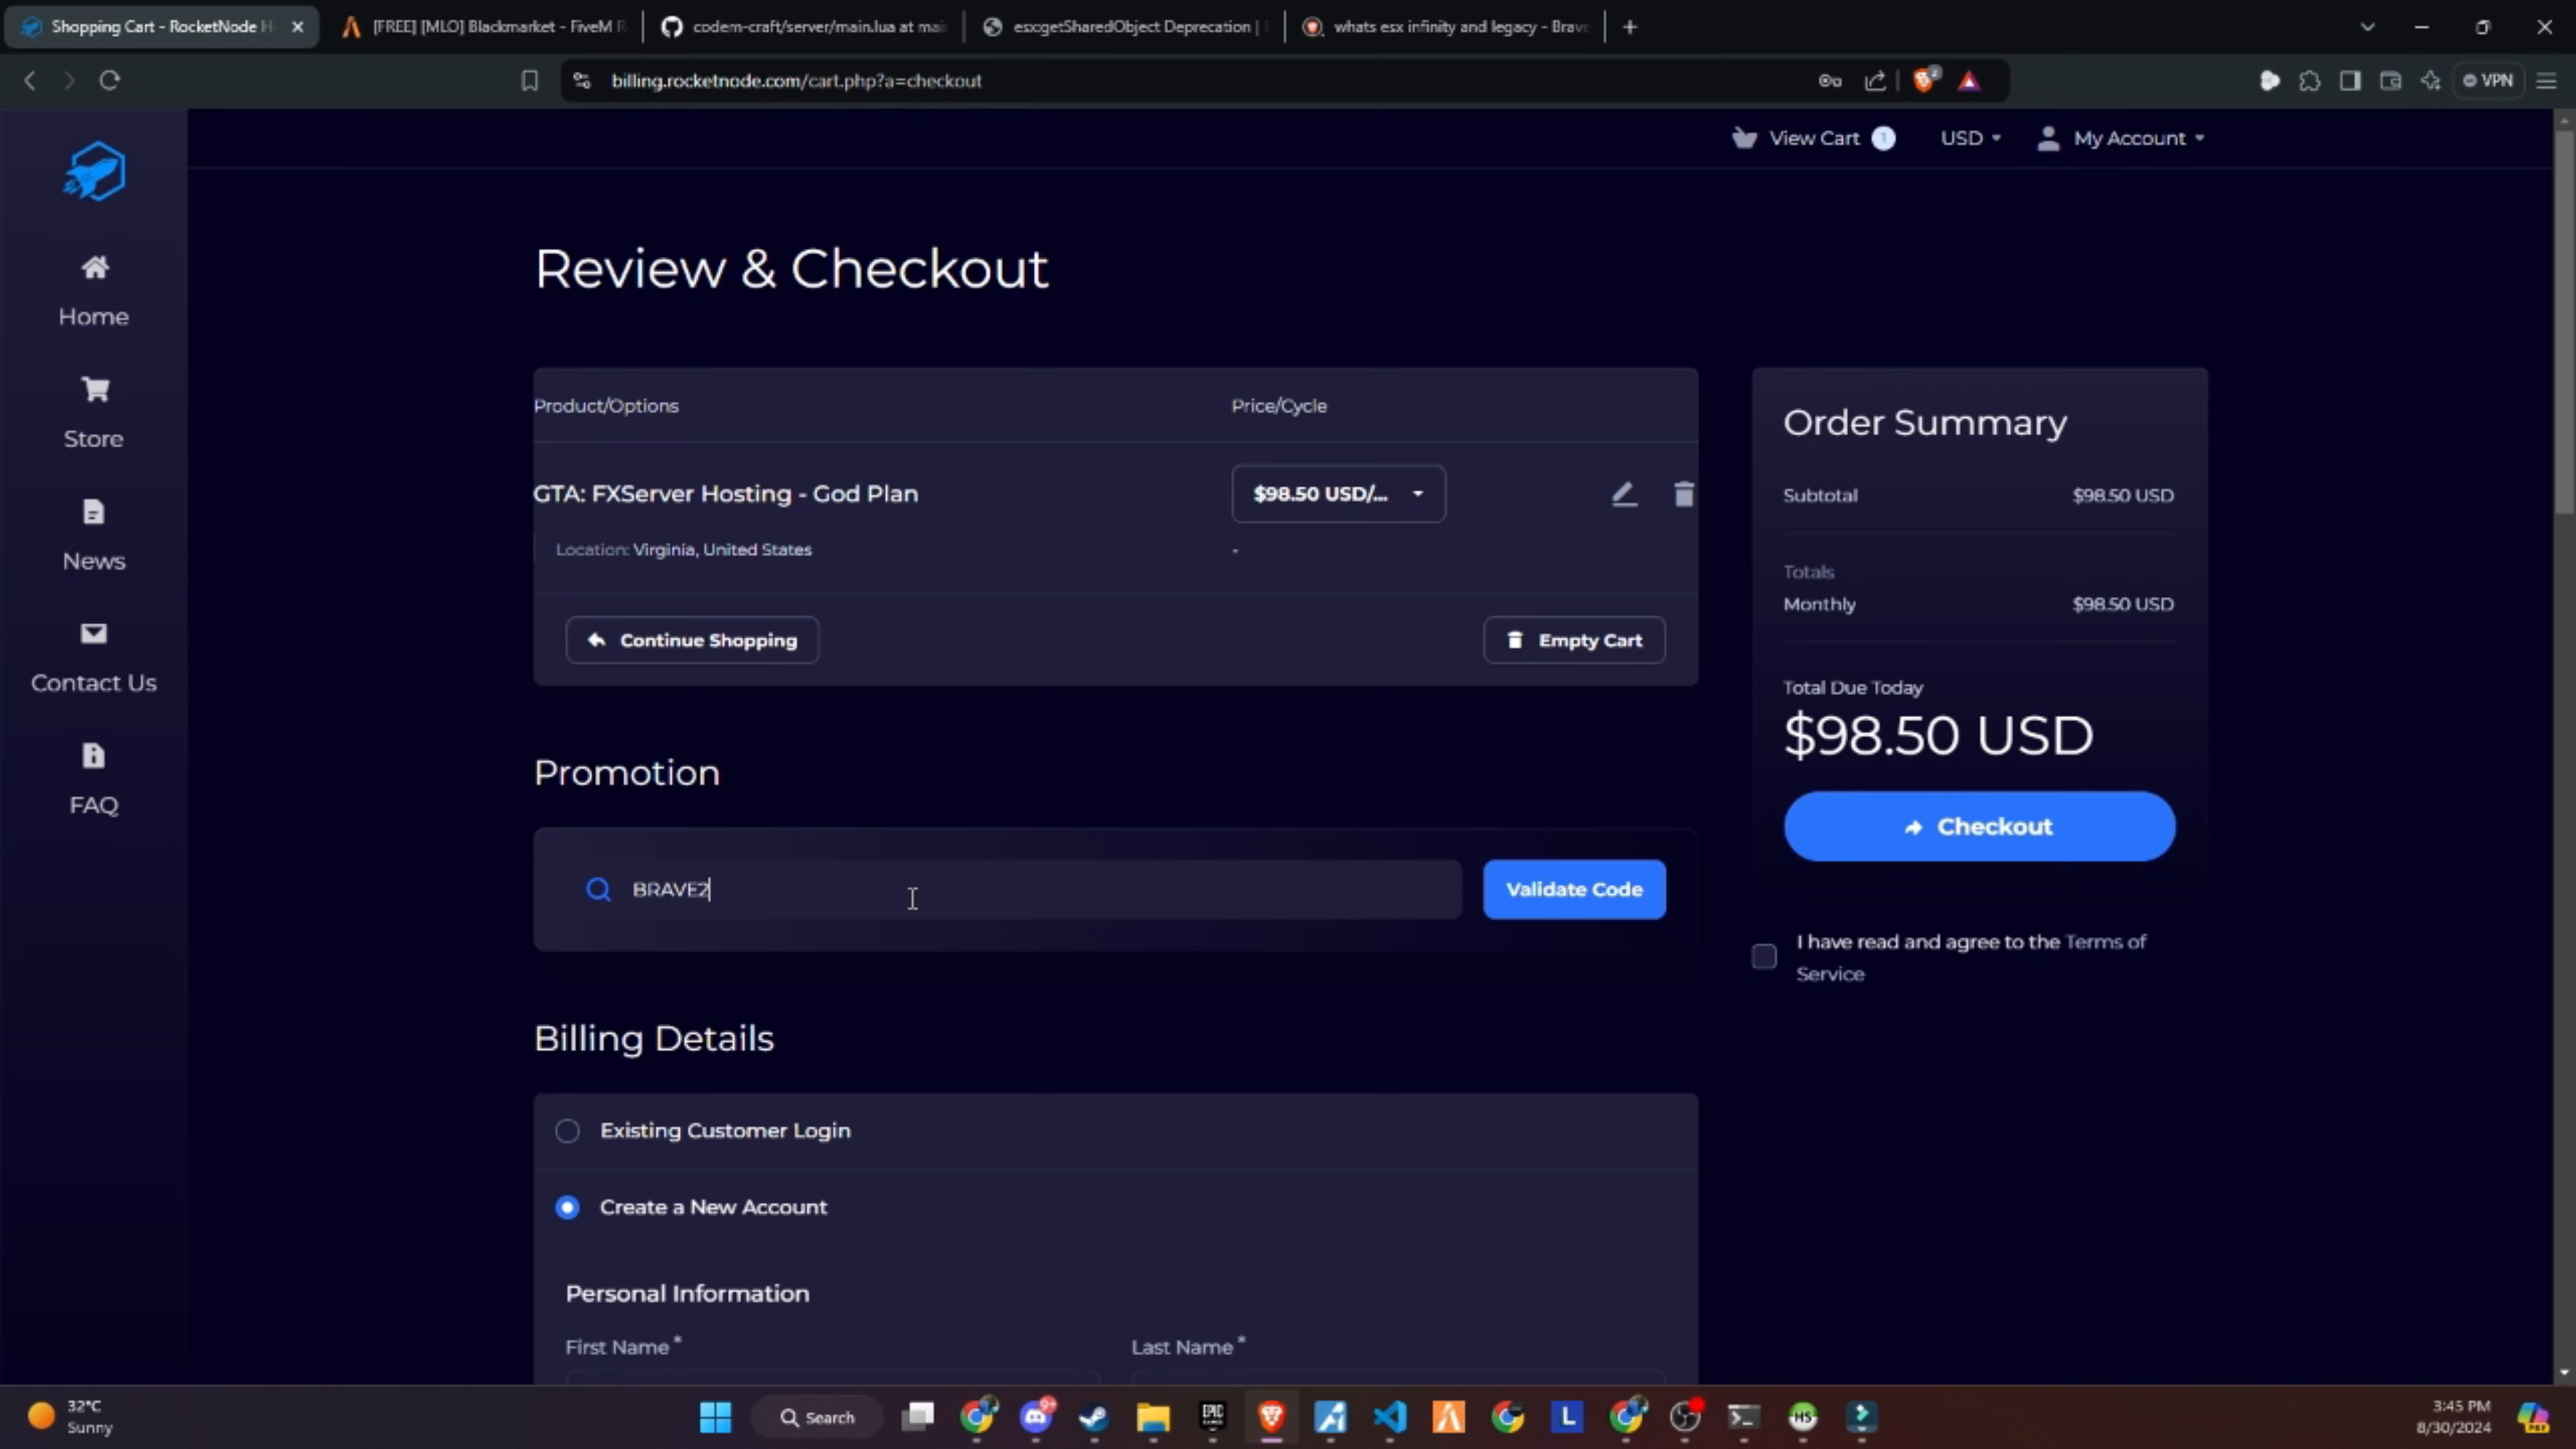 Shopping Cart - RocketNode H
[FREE] [MLO] Blackmarket - FiveM R
codem-craft/server/main.lua at mai
esx:getSharedObject Deprecation |
whats esx infinity and legacy - Brave
billing.rocketnode.com/cart.php?a=checkout
2
VPN
View Cart 1
USD
My Account
Home
Store
News
Contact Us
FAQ
Review & Checkout
Product/Options
Price/Cycle
GTA: FXServer Hosting - God Plan
$98.50 USD/...
Location: Virginia, United States
-
Continue Shopping
Empty Cart
Order Summary
Subtotal
$98.50 USD
Totals
Monthly
$98.50 USD
Total Due Today
$98.50 USD
Checkout
I have read and agree to the Terms of
Service
Promotion
BRAVE2
Validate Code
Billing Details
Existing Customer Login
Create a New Account
Personal Information
First Name *
Last Name *
32°C
Sunny
Search
9+
EPIC
L
HS
3:45 PM
8/30/2024